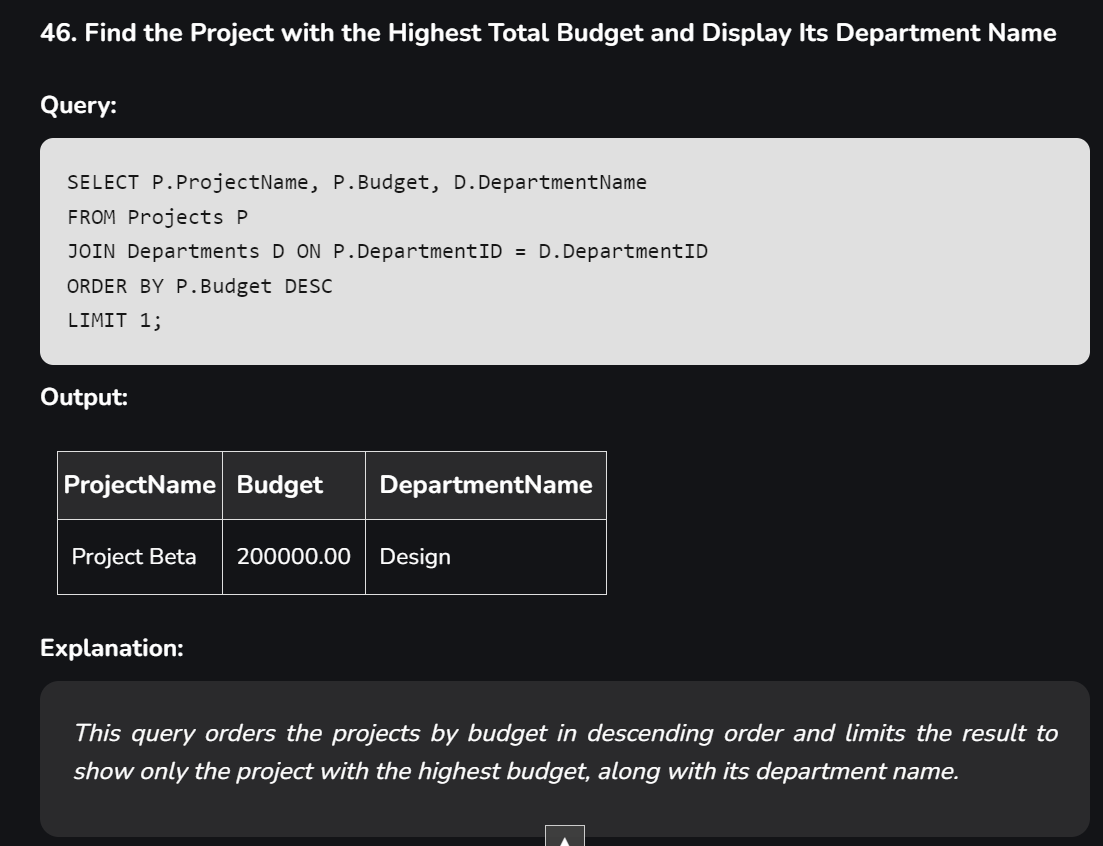 46. Find the Project with the Highest Total Budget and Display Its Department Name
Query:
SELECT P.ProjectName, P.Budget, D.DepartmentName
FROM Projects P
JOIN Departments D ON P.DepartmentID = D.DepartmentID
ORDER BY P.Budget DESC
LIMIT 1;
Output:
ProjectName Budget DepartmentName
Project Beta 200000.00 Design
Explanation:
This query orders the projects by budget in descending order and limits the result to
show only the project with the highest budget, along with its department name.